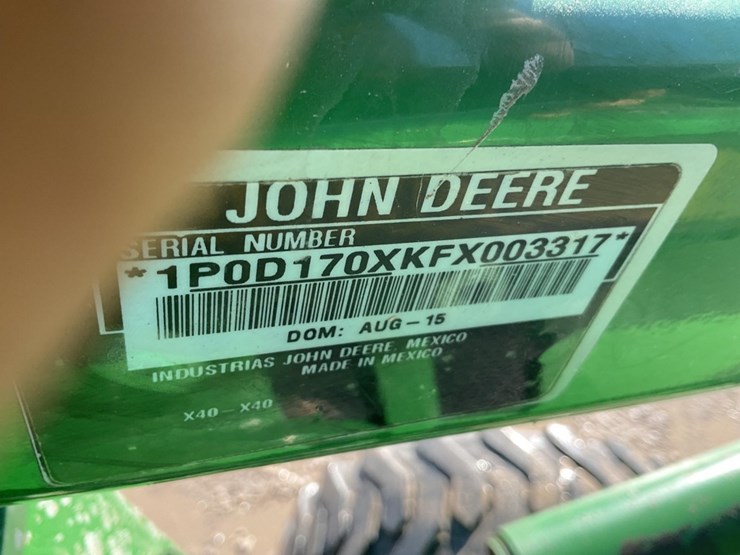 JOHN DEERE
SERIAL NUMBER
*1P0D170XKFX003317*
DOM: AUG-15
INDUSTRIAS JOHN DEERE, MEXICO
MADE IN MEXICO
X40-X40